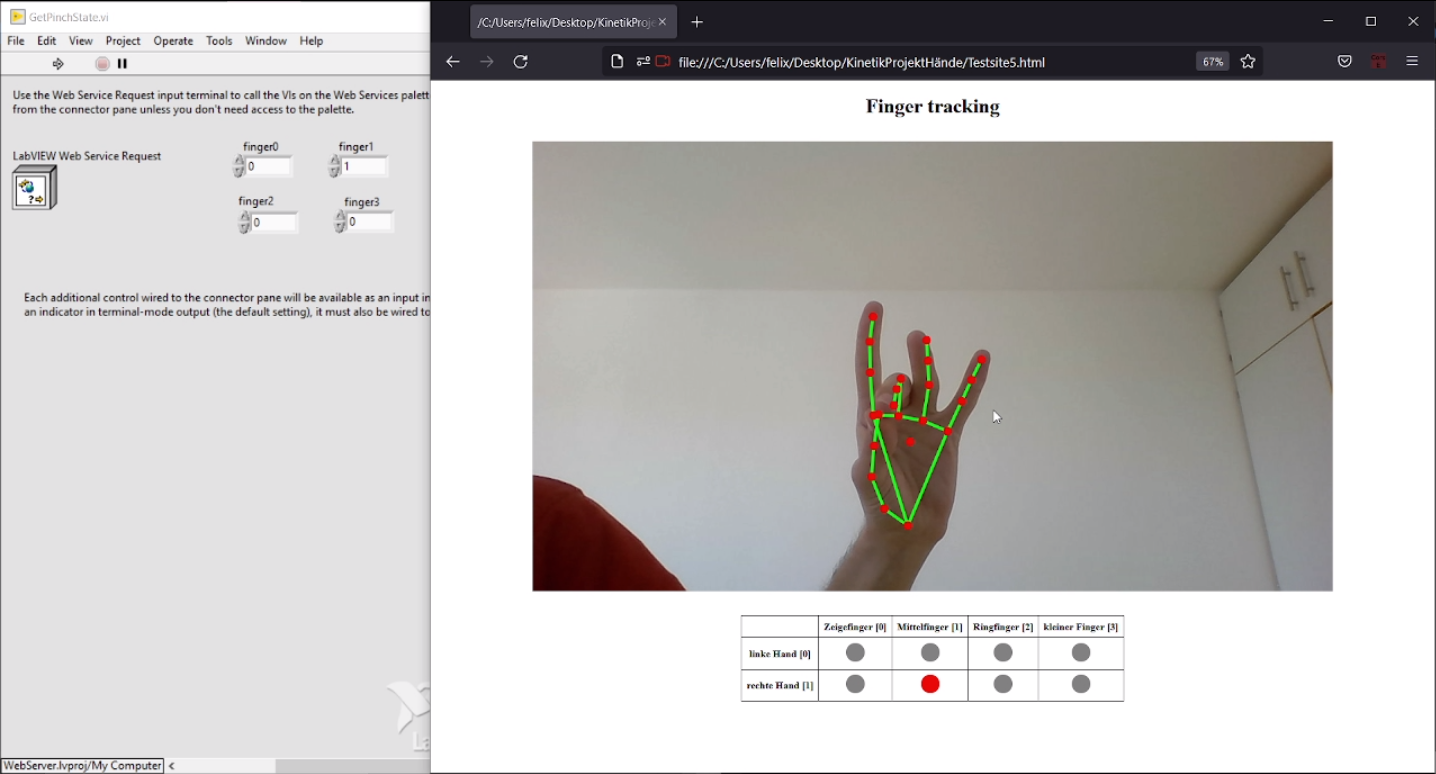 GetPinchState.vi
File Edit View Project Operate Tools Window Help
Use the Web Service Request input terminal to call the VIs on the Web Services palett
from the connector pane unless you don't need access to the palette.
LabVIEW Web Service Request
finger0 finger1
0 1
finger2 finger3
0 0
Each additional control wired to the connector pane will be available as an input in
an indicator in terminal-mode output (the default setting), it must also be wired to
WebServer.lvproj/My Computer
/C:/Users/felix/Desktop/KinetikProje
file:///C:/Users/felix/Desktop/KinetikProjektHände/Testsite5.html 67%
Finger tracking
Zeigefinger [0] Mittelfinger [1] Ringfinger [2] kleiner Finger [3]
linke Hand [0]
rechte Hand [1]